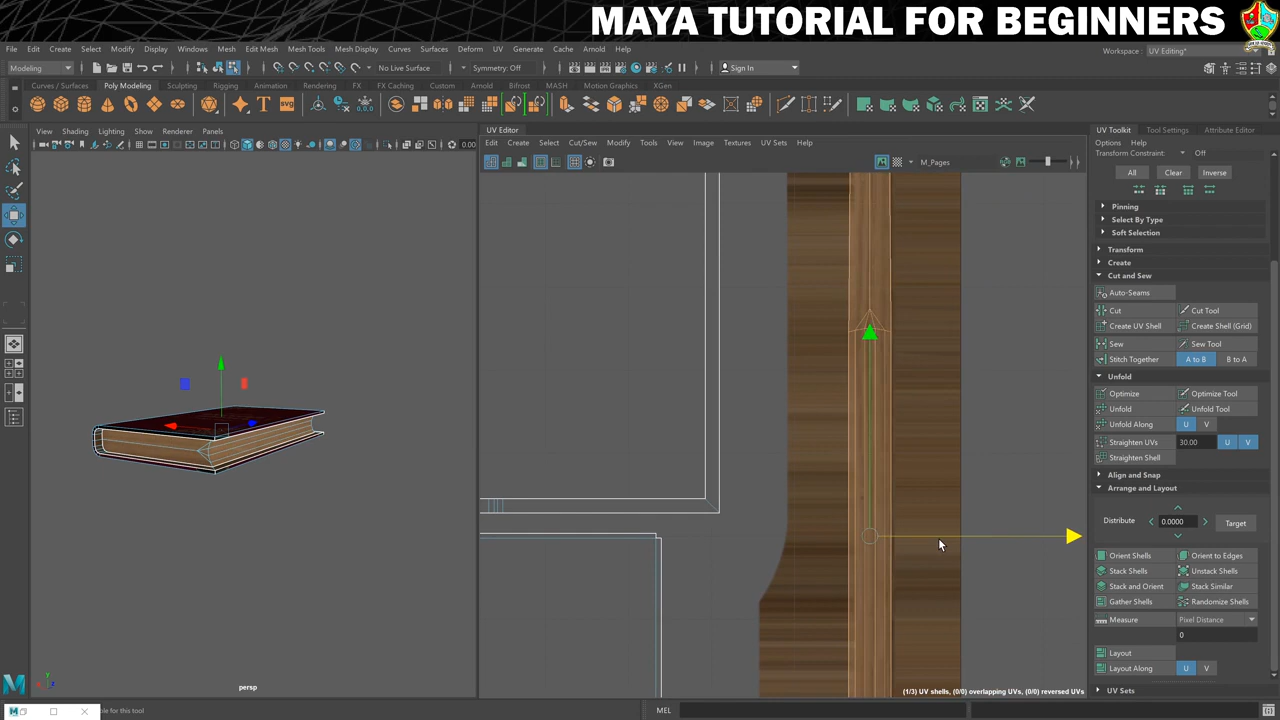 MAYA TUTORIAL FOR BEGINNERS
File Edit Create Select Modify Display Windows Mesh Edit Mesh Mesh Tools Mesh Display Curves Surfaces Deform UV Generate Cache Arnold Help
Workspace: UV Editing*
Modeling No Live Surface Symmetry: Off Sign In
Curves / Surfaces Poly Modeling Sculpting Rigging Animation Rendering FX FX Caching Custom Arnold Bifrost MASH Motion Graphics XGen
View Shading Lighting Show Renderer Panels
0.00
persp
UV Editor
Edit Create Select Cut/Sew Modify Tools View Image Textures UV Sets Help
M_Pages
(1/3) UV shells, (0/0) overlapping UVs, (0/0) reversed UVs
UV Toolkit Tool Settings Attribute Editor
Options Help
Transform Constraint: Off
All Clear Inverse
Pinning
Select By Type
Soft Selection
Transform
Create
Cut and Sew
Auto-Seams
Cut Cut Tool
Create UV Shell Create Shell (Grid)
Sew Sew Tool
Stitch Together A to B B to A
Unfold
Optimize Optimize Tool
Unfold Unfold Tool
Unfold Along U V
Straighten UVs 30.00 U V
Straighten Shell
Align and Snap
Arrange and Layout
Distribute 0.0000 Target
Orient Shells Orient to Edges
Stack Shells Unstack Shells
Stack and Orient Stack Similar
Gather Shells Randomize Shells
Measure Pixel Distance
0
Layout
Layout Along U V
UV Sets
ble for this tool
MEL